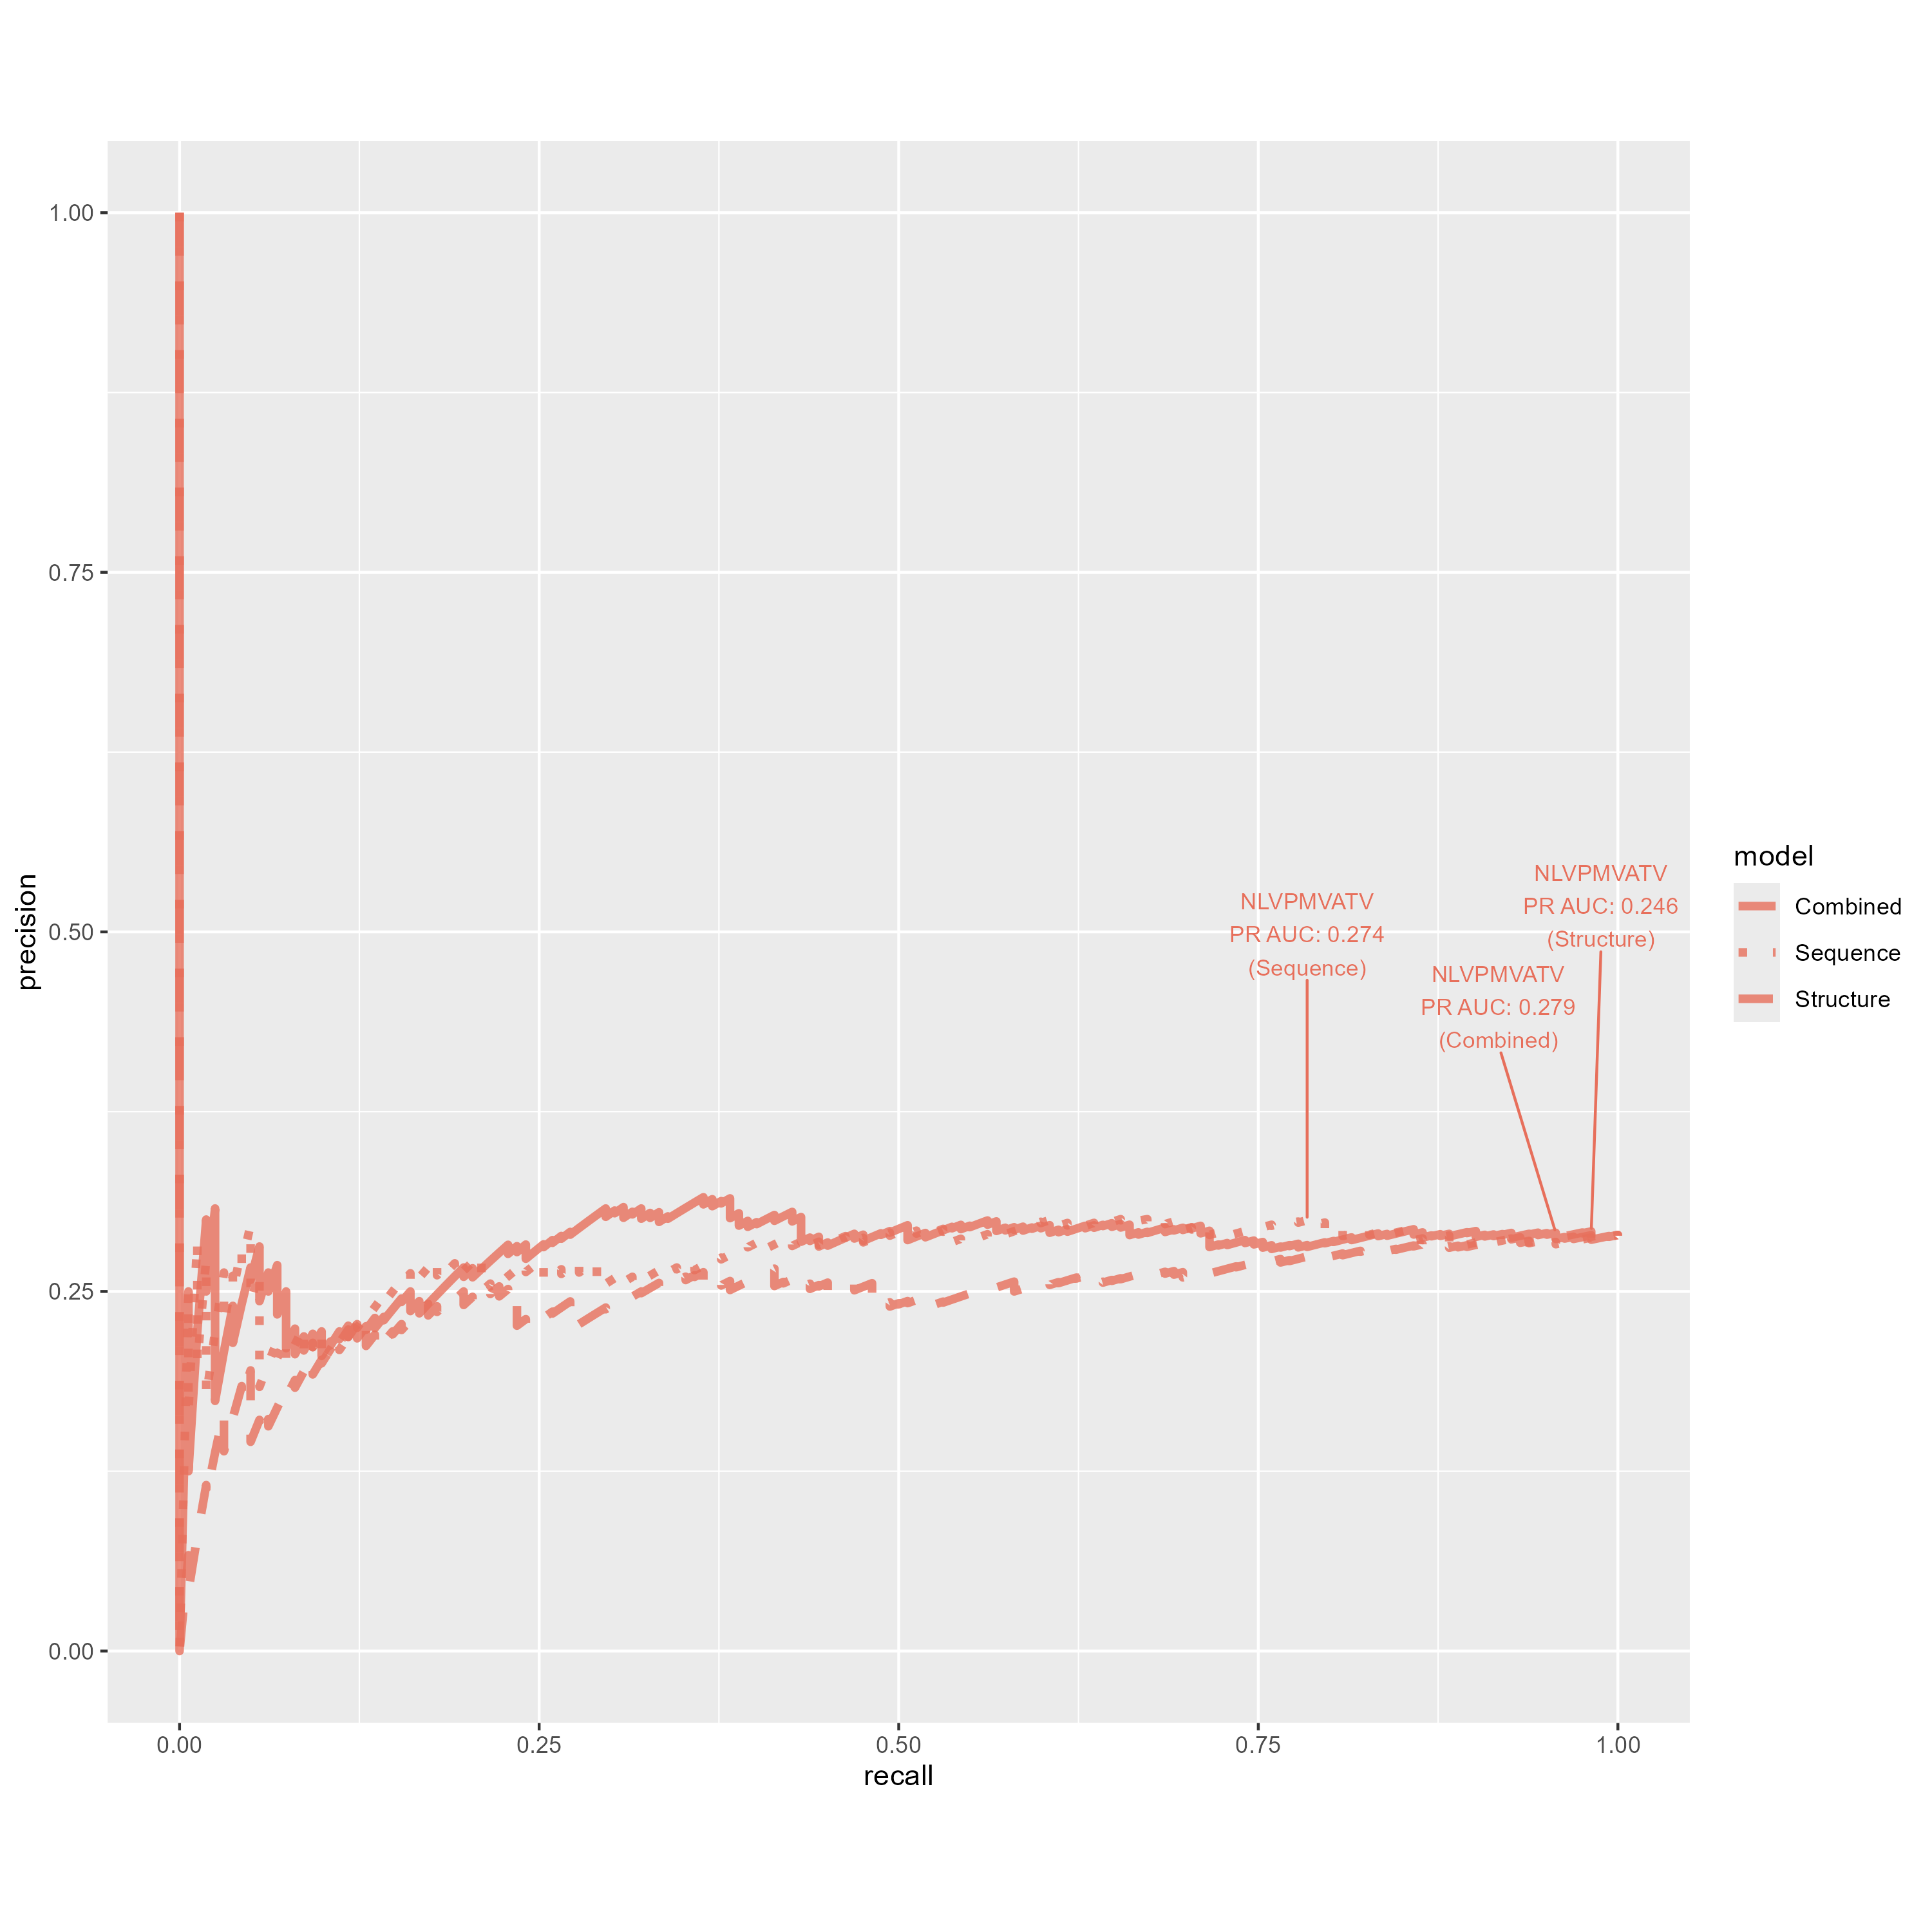 1.00
0.75
0.50
0.25
0.00
precision
0.00
0.25
0.50
0.75
1.00
recall
NLVPMVATV
PR AUC: 0.274
(Sequence)
NLVPMVATV
PR AUC: 0.246
(Structure)
NLVPMVATV
PR AUC: 0.279
(Combined)
model
Combined
Sequence
Structure